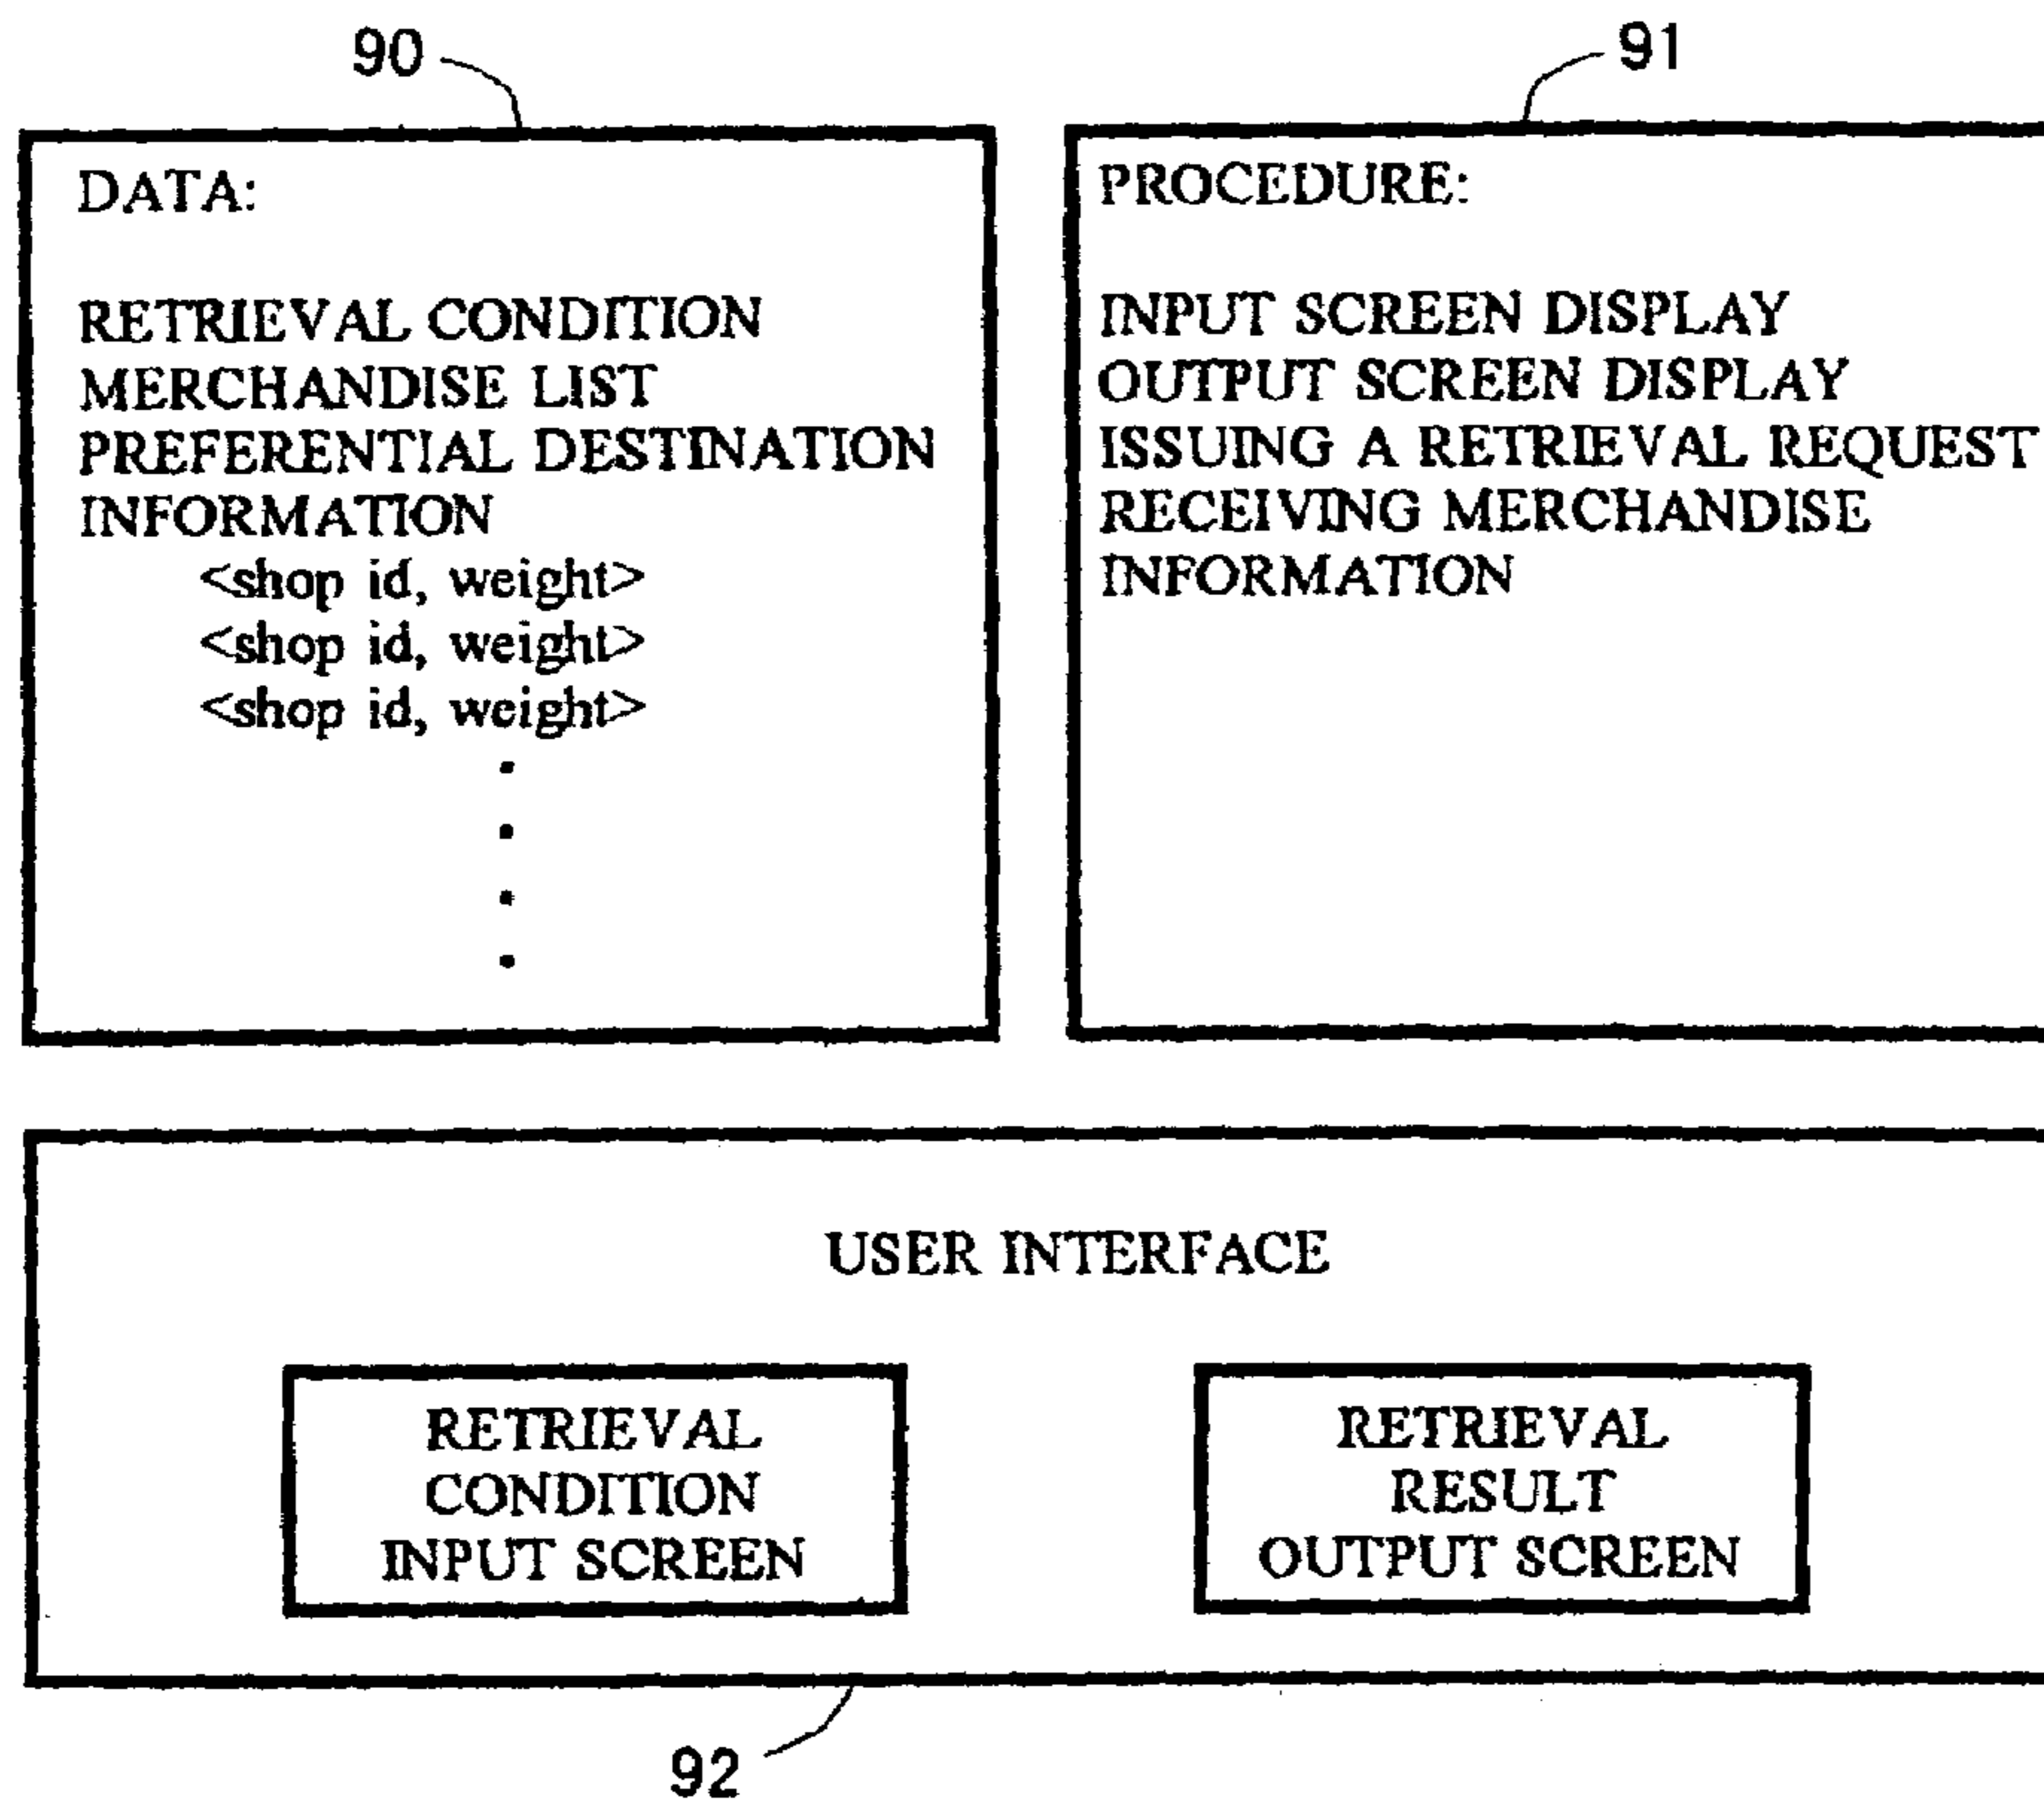 90
DATA:
RETRIEVAL CONDITION
MERCHANDISE LIST
PREFERENTIAL DESTINATION
INFORMATION
<shop id, weight>
<shop id, weight>
<shop id, weight>
91
PROCEDURE:
INPUT SCREEN DISPLAY
OUTPUT SCREEN DISPLAY
ISSUING A RETRIEVAL REQUEST
RECEIVING MERCHANDISE
INFORMATION
USER INTERFACE
RETRIEVAL
CONDITION
INPUT SCREEN
RETRIEVAL
RESULT
OUTPUT SCREEN
92